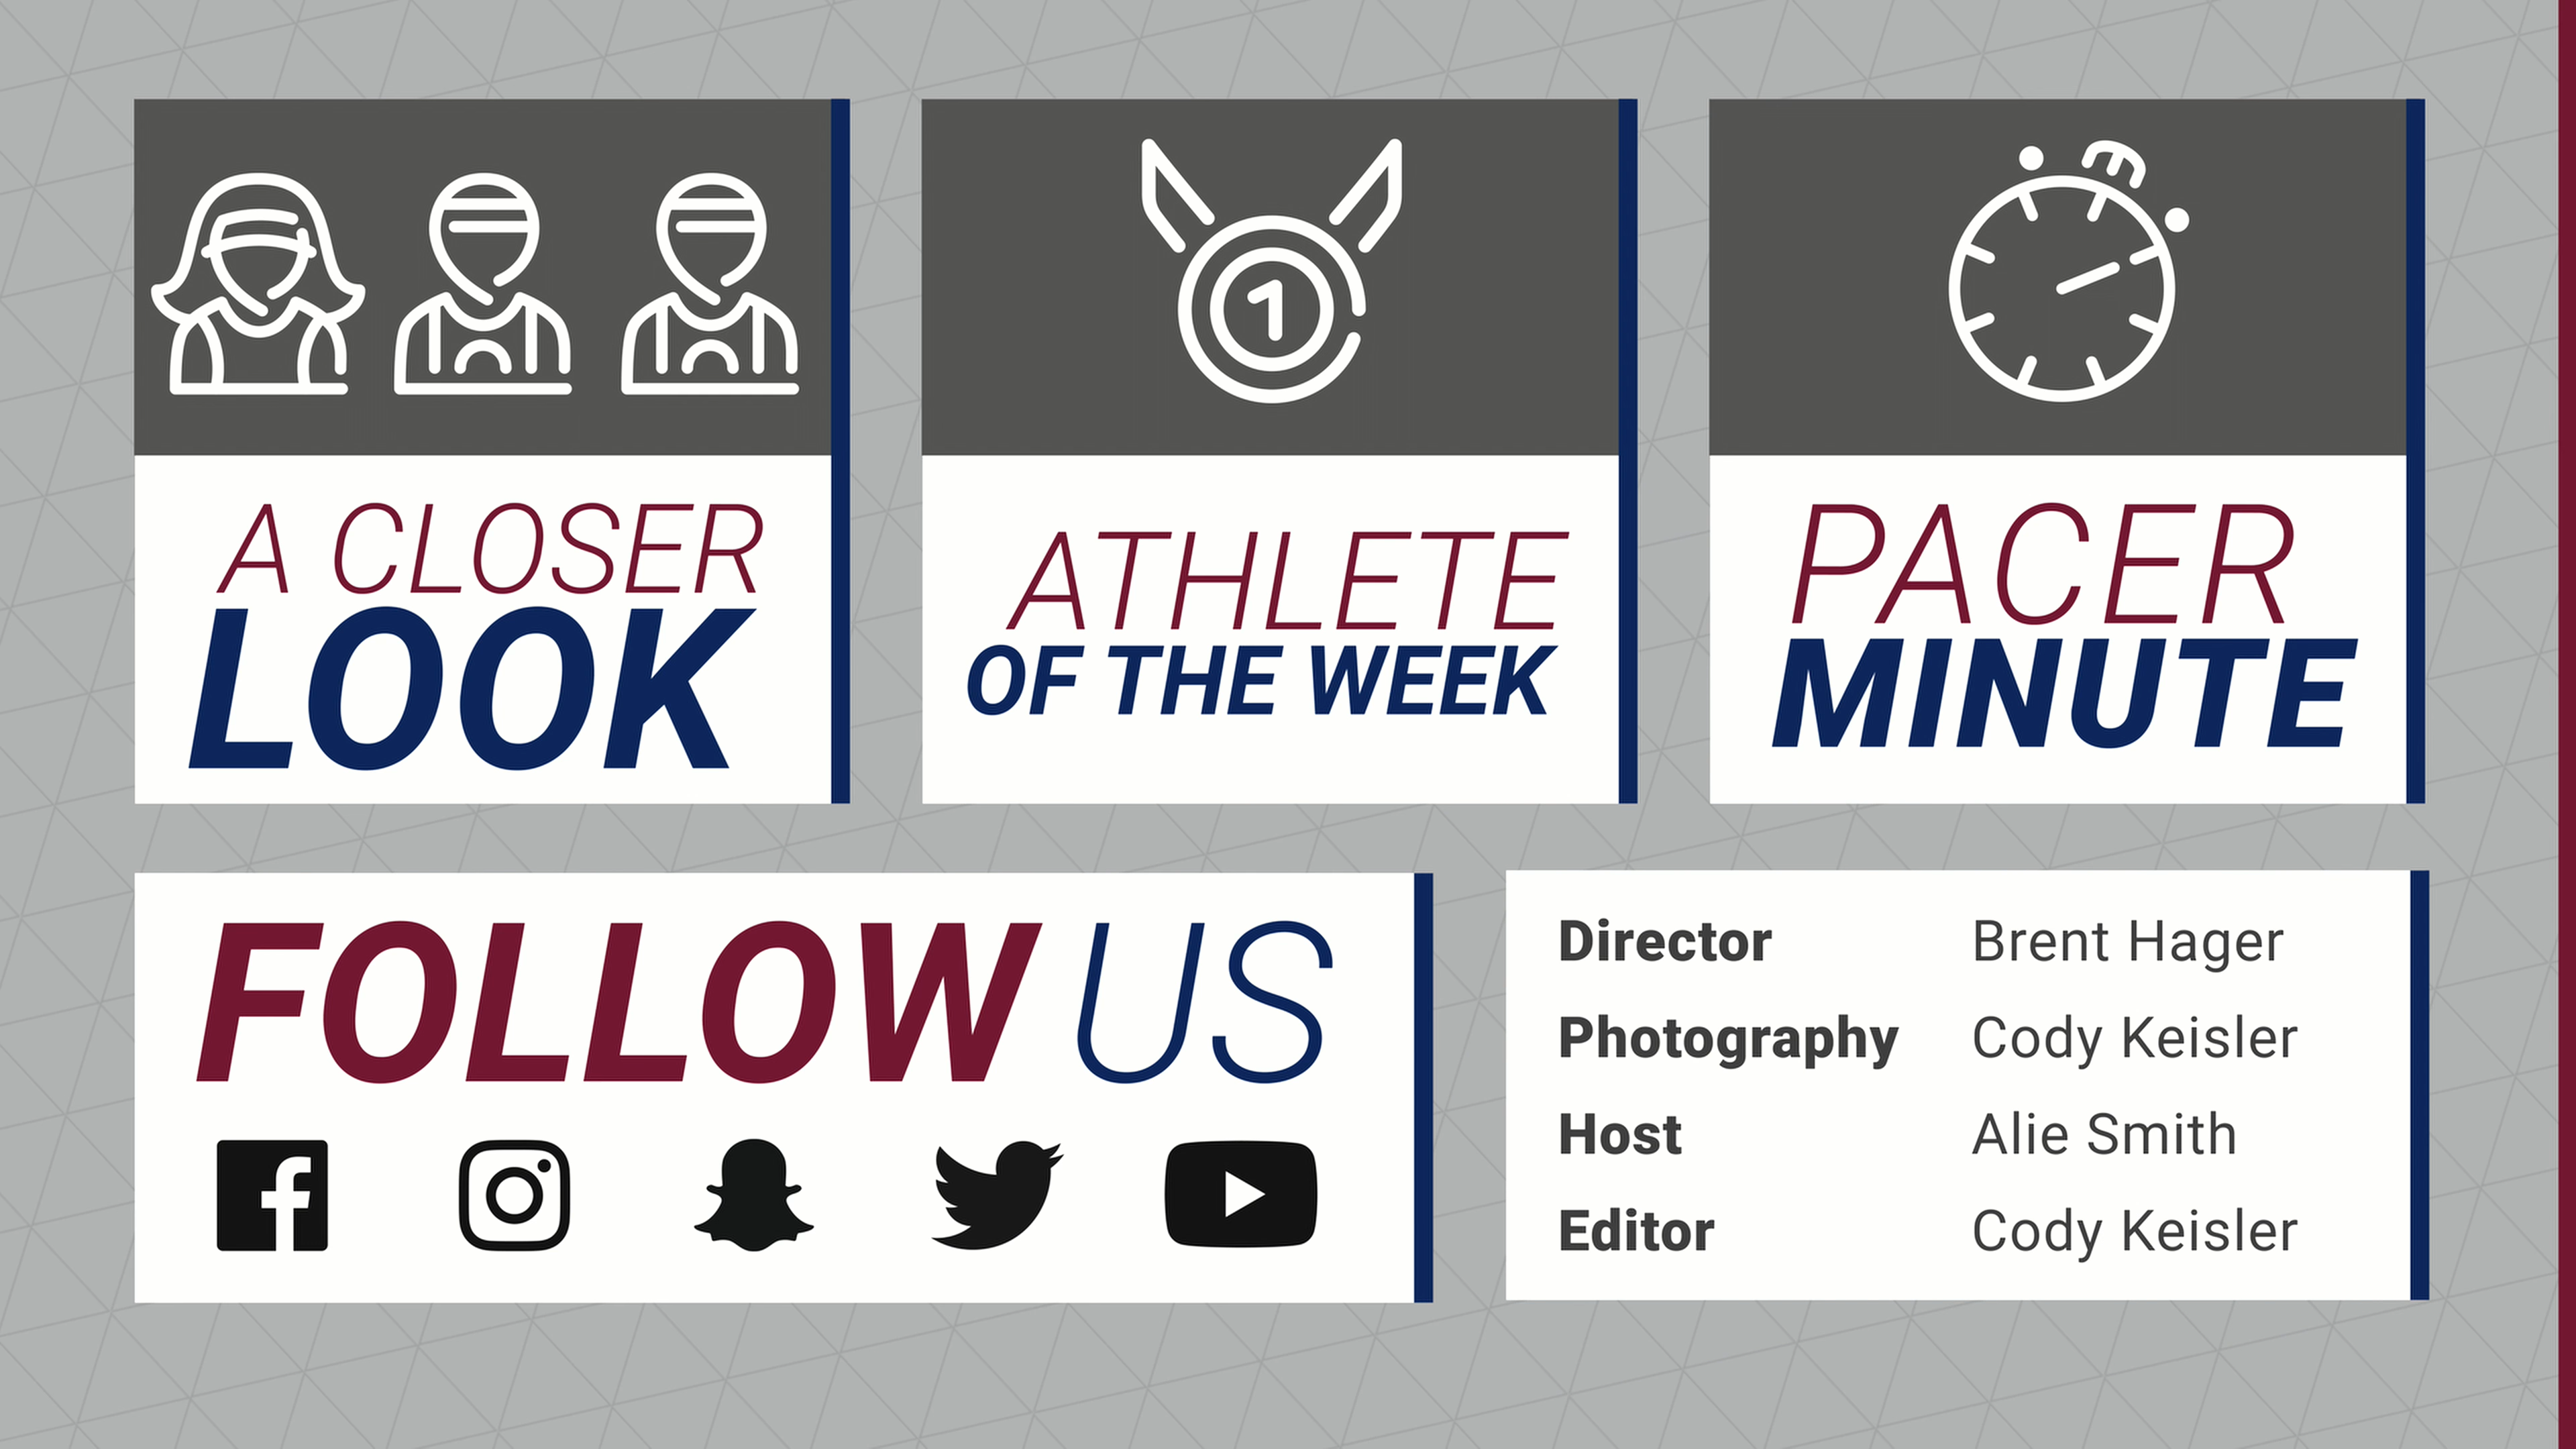 1
A CLOSER
LOOK
ATHLETE
OF THE WEEK
PACER
MINUTE
FOLLOW US
Director Brent Hager
Photography Cody Keisler
Host Alie Smith
Editor Cody Keisler